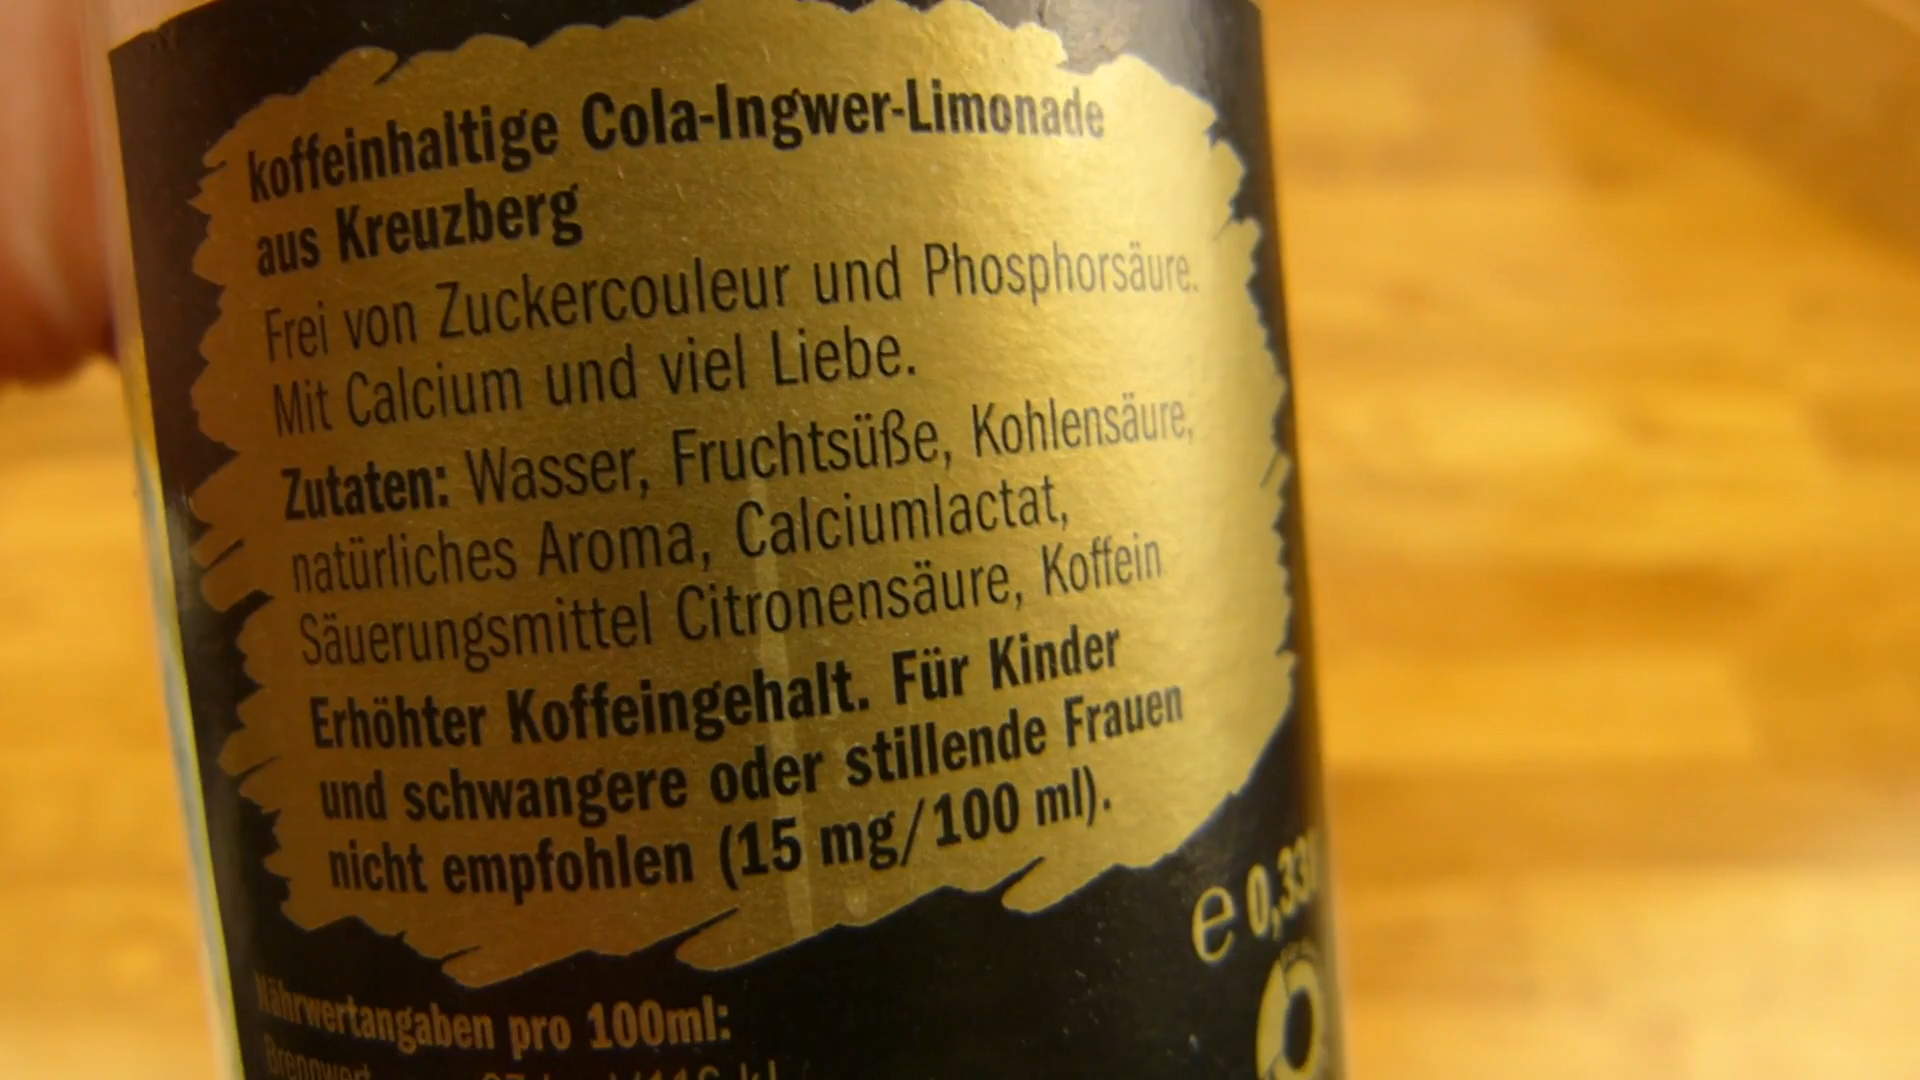 koffeinhaltige Cola-Ingwer-Limonade
aus Kreuzberg
Frei von Zuckercouleur und Phosphorsäure.
Mit Calcium und viel Liebe.
Zutaten: Wasser, Fruchtsüße, Kohlensäure,
natürliches Aroma, Calciumlactat,
Säuerungsmittel Citronensäure, Koffein
Erhöhter Koffeingehalt. Für Kinder
und schwangere oder stillende Frauen
nicht empfohlen (15 mg/100 ml).
e 0,33l
Nährwertangaben pro 100ml:
Brennwert